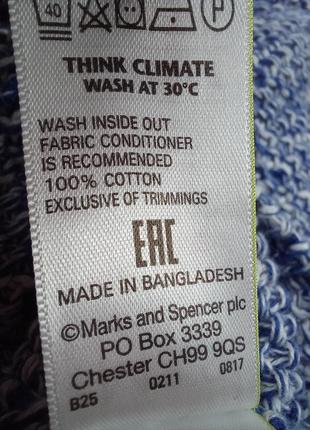 40 P
THINK CLIMATE
WASH AT 30°C
WASH INSIDE OUT
FABRIC CONDITIONER
IS RECOMMENDED
100% COTTON
EXCLUSIVE OF TRIMMINGS
EAC
MADE IN BANGLADESH
©Marks and Spencer plc
PO Box 3339
Chester CH99 9QS
B25 0211 0817